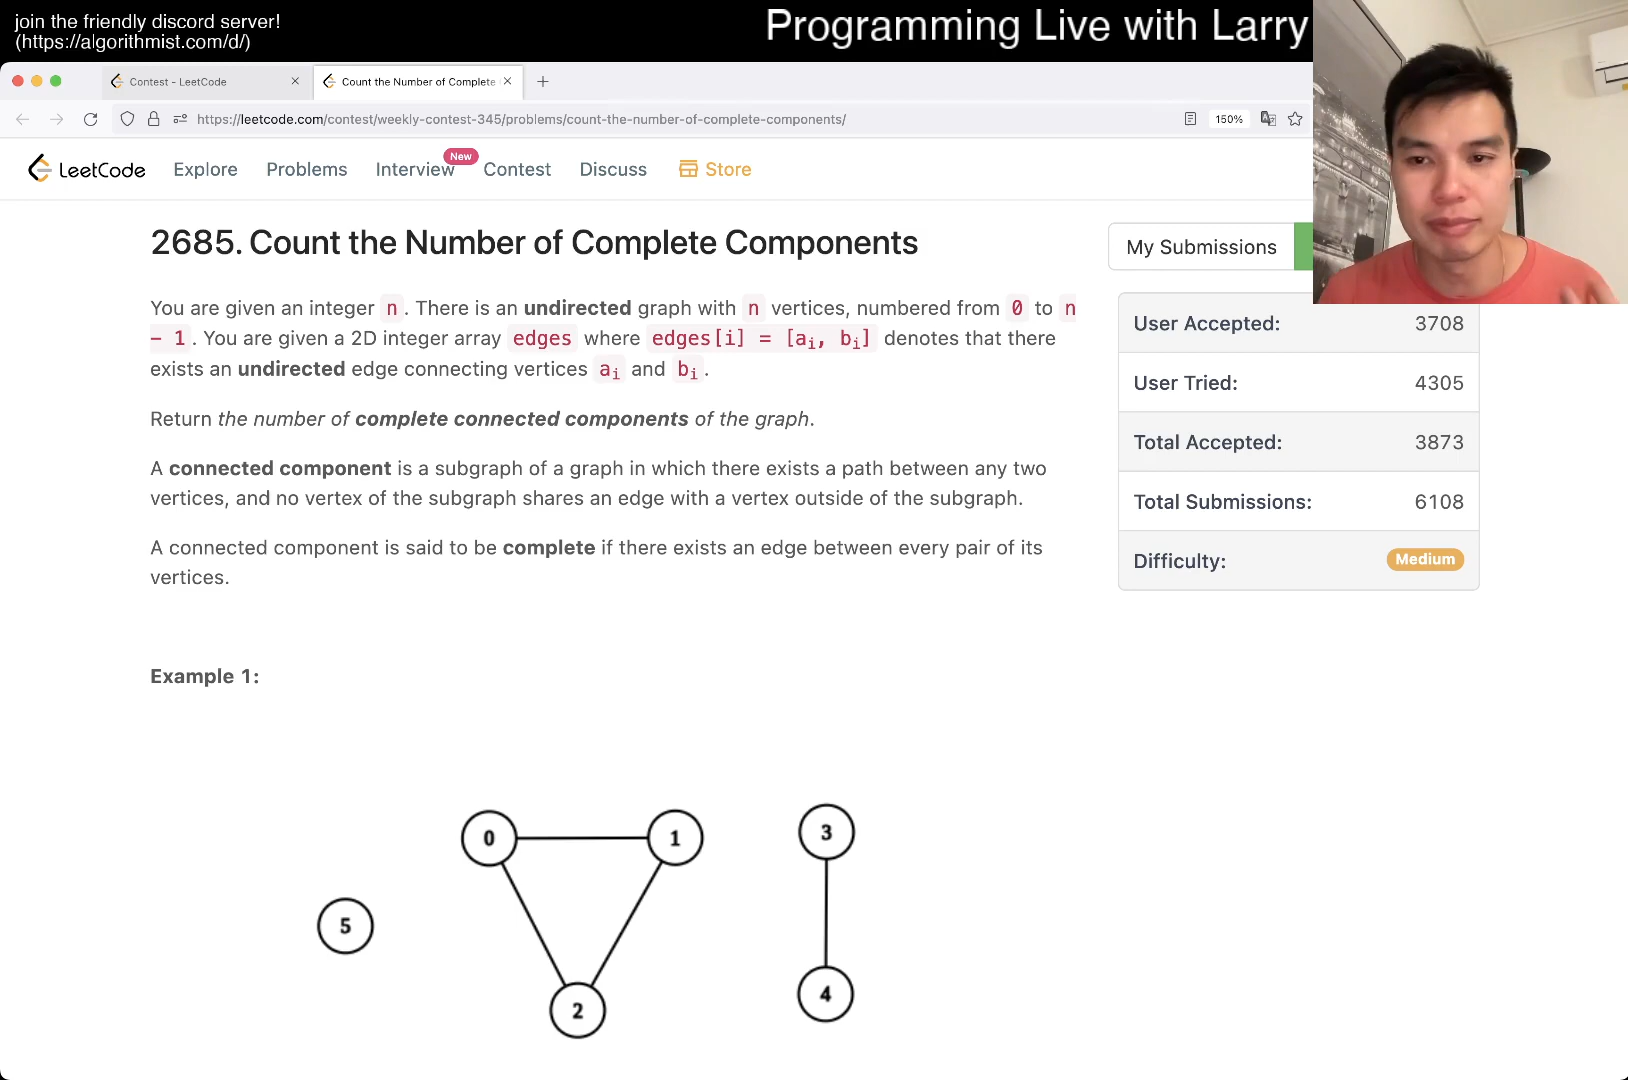 join the friendly discord server!
(https://algorithmist.com/d/)
Programming Live with Larry
Contest - LeetCode
Count the Number of Complete
https://leetcode.com/contest/weekly-contest-345/problems/count-the-number-of-complete-components/
150%
LeetCode
Explore
Problems
Interview
New
Contest
Discuss
Store
2685. Count the Number of Complete Components
You are given an integer n. There is an undirected graph with n vertices, numbered from 0 to n
- 1. You are given a 2D integer array edges where edges[i] = [ai, bi] denotes that there
exists an undirected edge connecting vertices ai and bi.
Return the number of complete connected components of the graph.
A connected component is a subgraph of a graph in which there exists a path between any two
vertices, and no vertex of the subgraph shares an edge with a vertex outside of the subgraph.
A connected component is said to be complete if there exists an edge between every pair of its
vertices.
My Submissions
User Accepted: 3708
User Tried: 4305
Total Accepted: 3873
Total Submissions: 6108
Difficulty: Medium
Example 1:
0
1
3
5
2
4